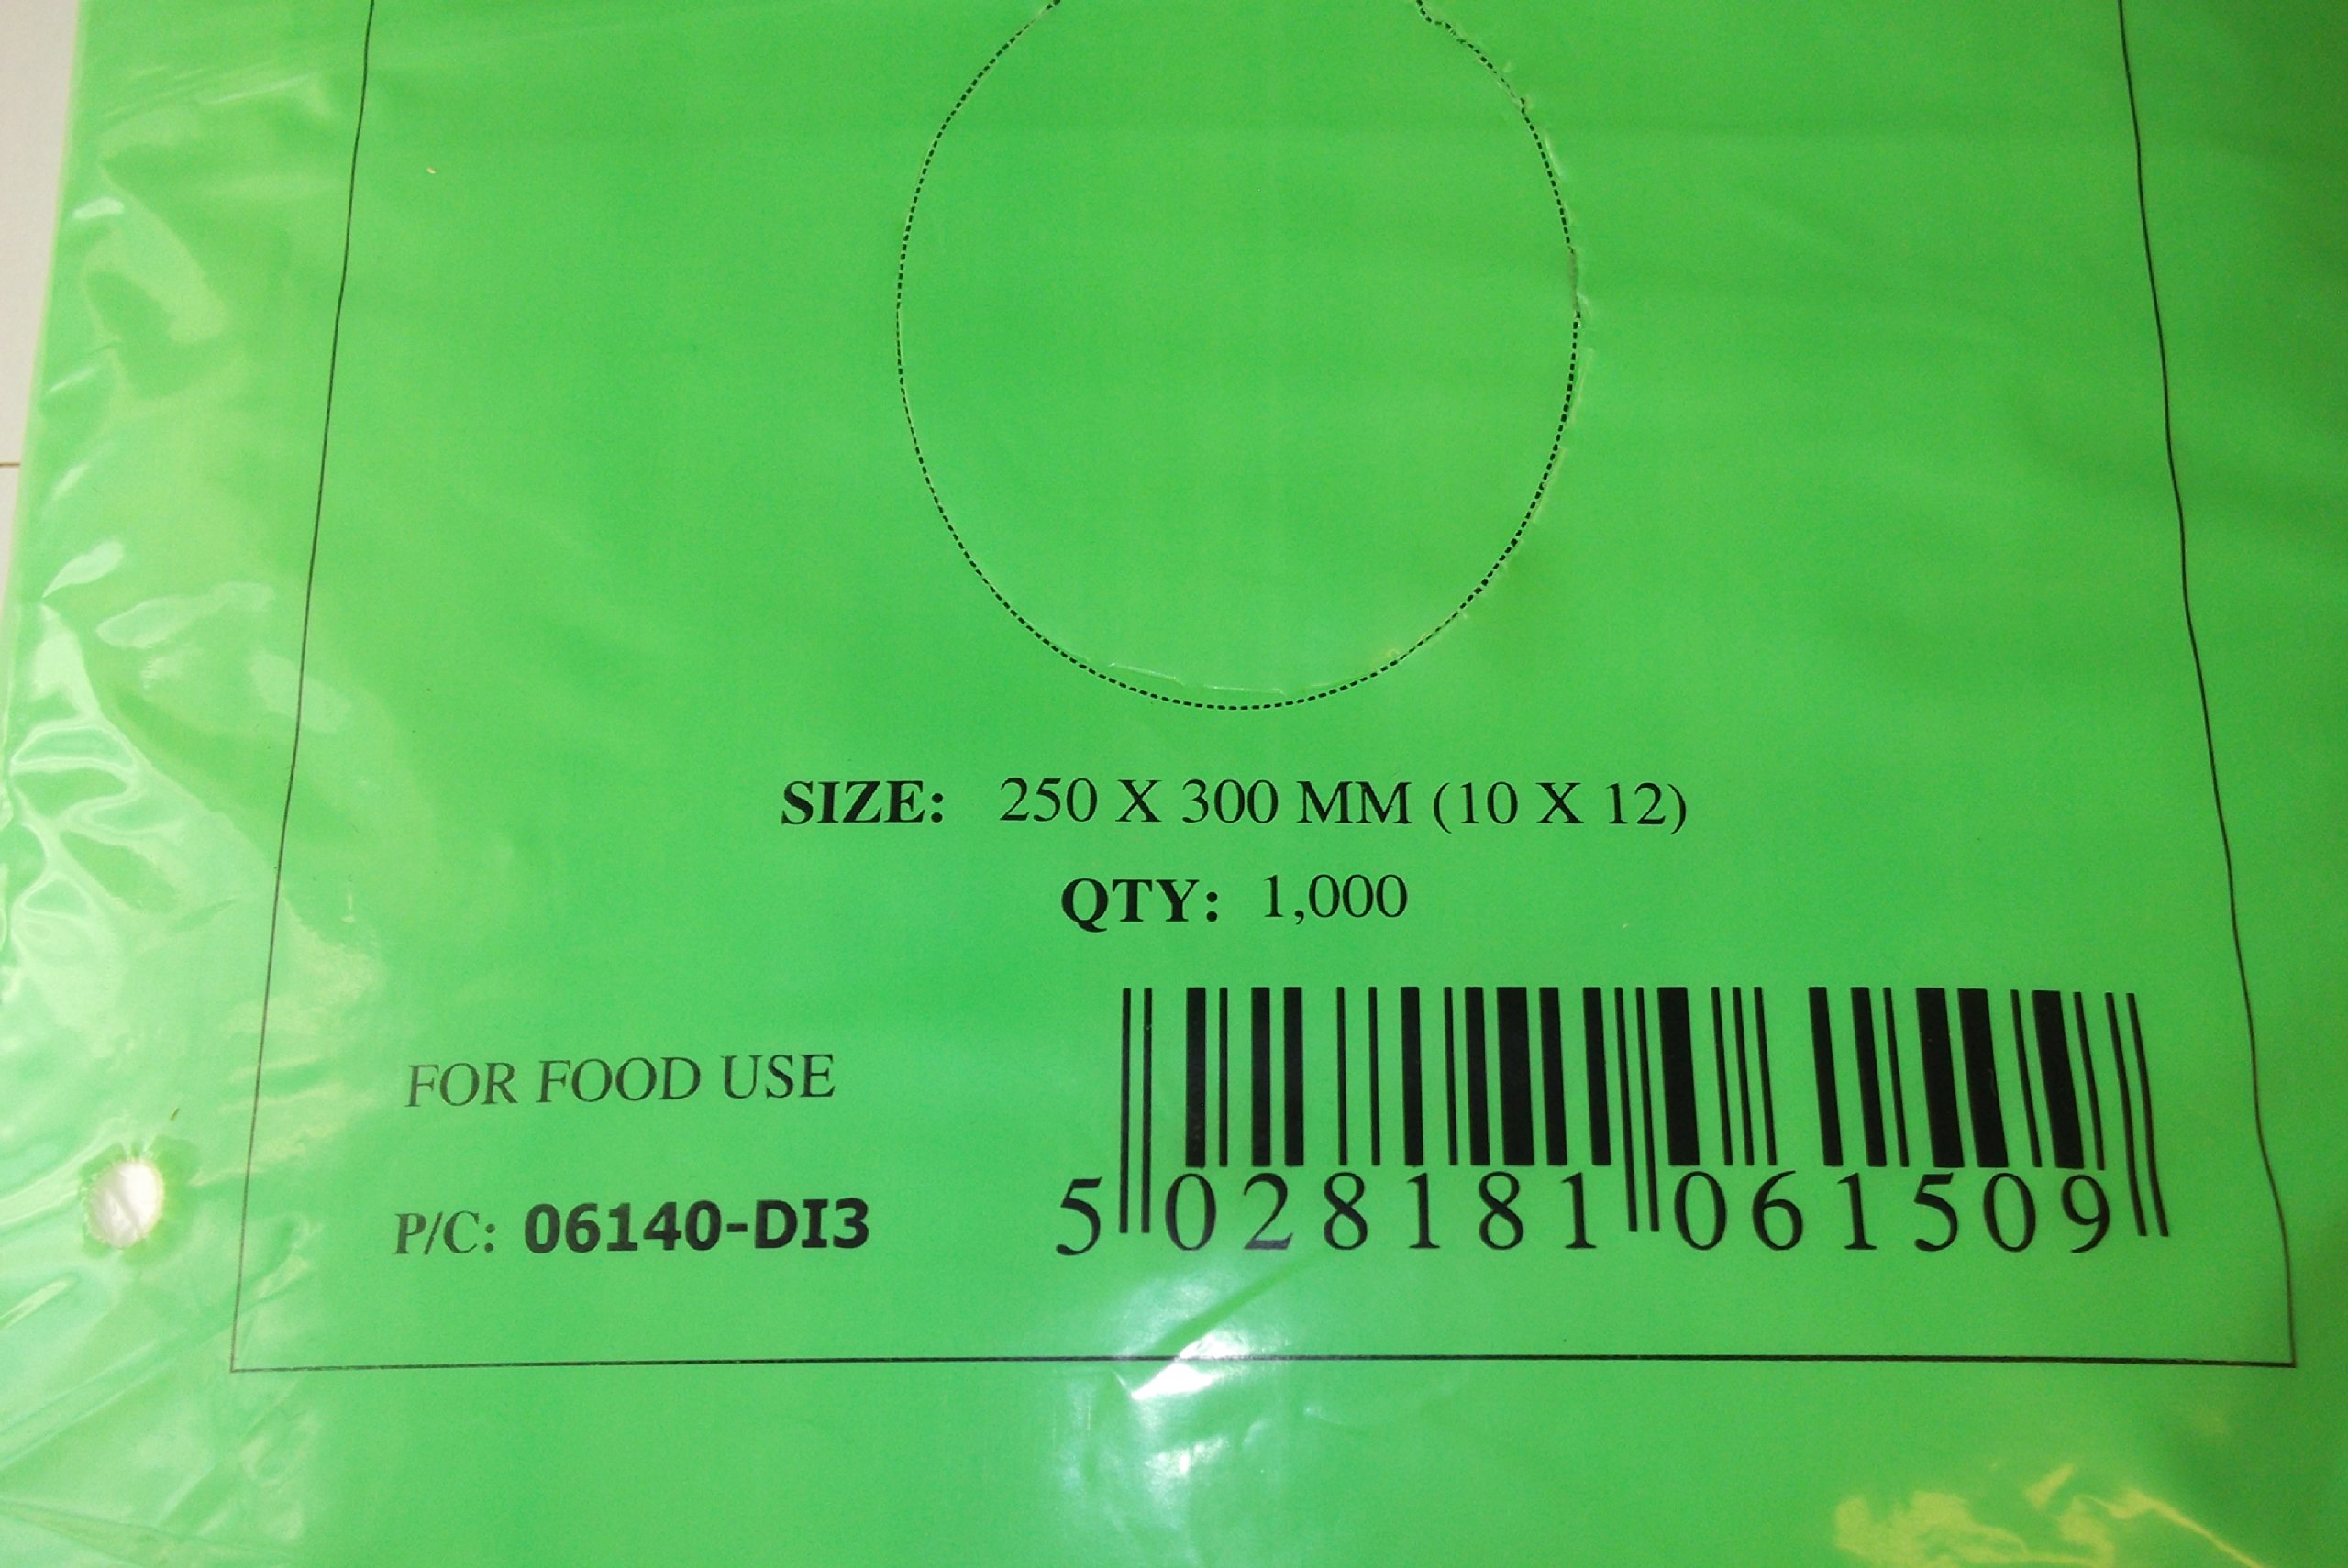 SIZE: 250 X 300 MM (10 X 12)
QTY: 1,000
FOR FOOD USE
P/C: 06140-DI3
5 028181 061509